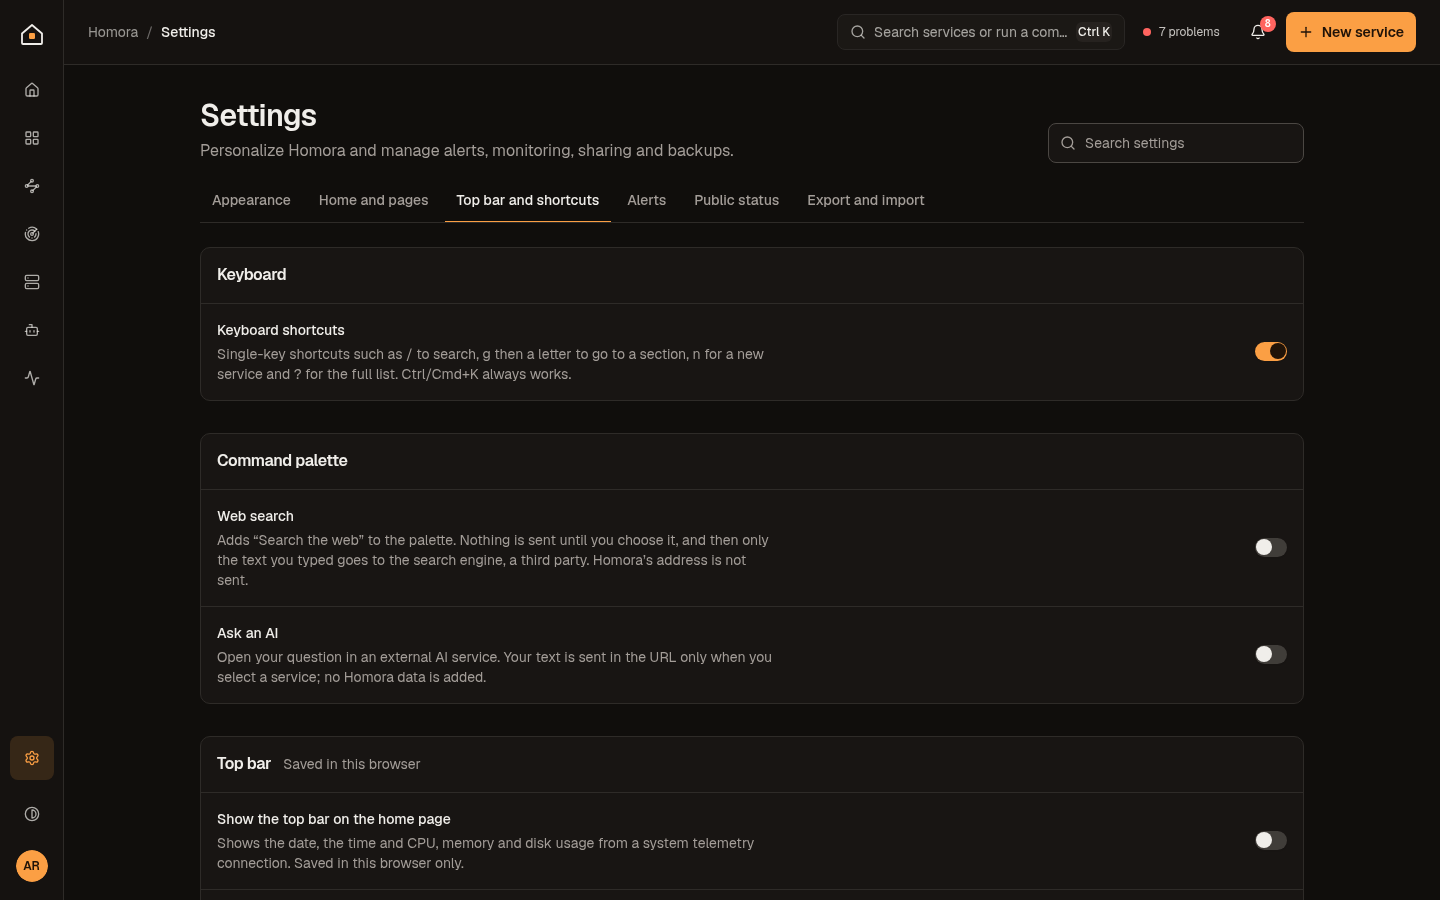 Homora / Settings
Search services or run a com... Ctrl K
7 problems
8
New service
Settings
Personalize Homora and manage alerts, monitoring, sharing and backups.
Search settings
Appearance
Home and pages
Top bar and shortcuts
Alerts
Public status
Export and import
Keyboard
Keyboard shortcuts
Single-key shortcuts such as / to search, g then a letter to go to a section, n for a new
service and ? for the full list. Ctrl/Cmd+K always works.
Command palette
Web search
Adds “Search the web” to the palette. Nothing is sent until you choose it, and then only
the text you typed goes to the search engine, a third party. Homora’s address is not
sent.
Ask an AI
Open your question in an external AI service. Your text is sent in the URL only when you
select a service; no Homora data is added.
Top bar Saved in this browser
Show the top bar on the home page
Shows the date, the time and CPU, memory and disk usage from a system telemetry
connection. Saved in this browser only.
AR